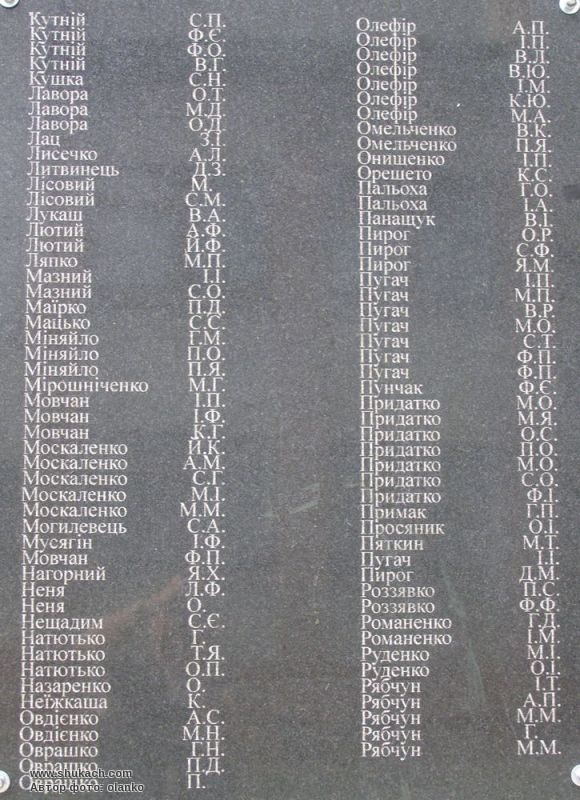 Кутній С.П.
Кутній Ф.Є.
Кутній Ф.О.
Кутній В.Г.
Кушка С.Н.
Лавора О.Т.
Лавора М.Д.
Лавора О.Д.
Лац З.І.
Лисечко А.Л.
Литвинець Д.З.
Лісовий М.
Лісовий С.М.
Лукаш В.А.
Лютий А.Ф.
Лютий Й.Ф.
Ляпко М.П.
Мазний І.І.
Мазний С.О.
Маїрко П.Д.
Мацько С.С.
Міняйло Г.М.
Міняйло П.О.
Міняйло П.Я.
Мірошніченко М.Г.
Мовчан І.П.
Мовчан І.Ф.
Мовчан К.Г.
Москаленко Й.К.
Москаленко А.М.
Москаленко С.Г.
Москаленко М.І.
Москаленко М.М.
Могилевець С.А.
Мусягін І.Ф.
Мовчан Ф.П.
Нагорний Я.Х.
Неня Л.Ф.
Неня О.
Нещадим С.Є.
Натютько Г.
Натютько Т.Я.
Натютько О.П.
Назаренко О.
Неїжкаша К.
Овдієнко А.С.
Овдієнко М.Н.
Оврашко Г.Н.
Оврашко П.Д.
Оврашко П.
Олефір А.П.
Олефір І.П.
Олефір В.Л.
Олефір В.Ю.
Олефір І.М.
Олефір К.Ю.
Олефір М.А.
Омельченко В.К.
Омельченко П.Я.
Онищенко І.П.
Орешето К.С.
Пальоха Г.О.
Пальоха І.А.
Панащук В.І.
Пирог О.Р.
Пирог С.Ф.
Пирог Я.М.
Пугач І.П.
Пугач М.П.
Пугач В.Р.
Пугач М.О.
Пугач С.Т.
Пугач Ф.П.
Пугач Ф.П.
Пунчак Ф.Є.
Придатко М.О.
Придатко М.Я.
Придатко О.С.
Придатко П.О.
Придатко М.О.
Придатко С.О.
Придатко Ф.І.
Примак Г.П.
Просяник О.І.
Пяткин М.Т.
Пугач І.І.
Пирог Д.М.
Роззявко П.С.
Роззявко Ф.Ф.
Романенко Г.Д.
Романенко І.М.
Руденко М.І.
Руденко О.І.
Рябчун І.Т.
Рябчун А.П.
Рябчун М.М.
Рябчун Г.
Рябчун М.М.
www.shukach.com
Автор фото: olanko